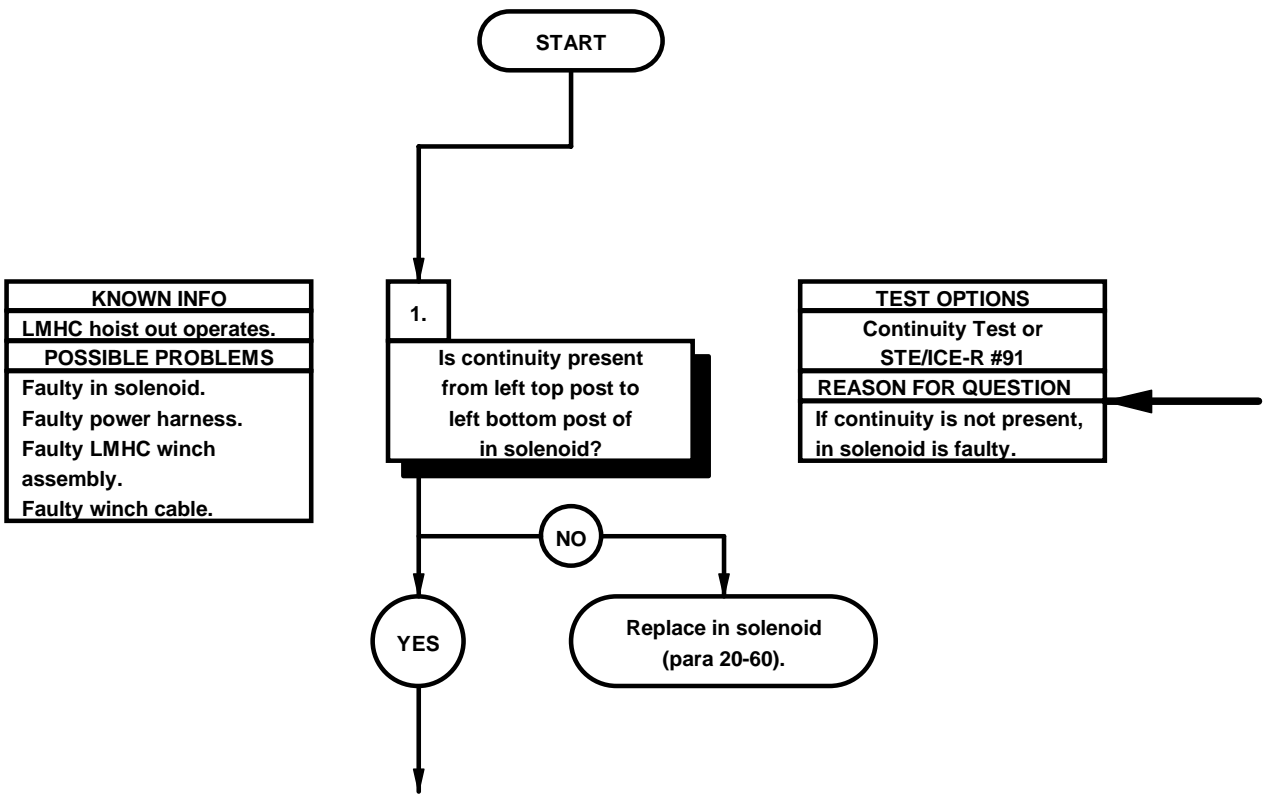 START
KNOWN INFO
LMHC hoist out operates.
POSSIBLE PROBLEMS
Faulty in solenoid.
Faulty power harness.
Faulty LMHC winch
assembly.
Faulty winch cable.
1.
Is continuity present
from left top post to
left bottom post of
in solenoid?
TEST OPTIONS
Continuity Test or
STE/ICE-R #91
REASON FOR QUESTION
If continuity is not present,
in solenoid is faulty.
NO
YES
Replace in solenoid
(para 20-60).